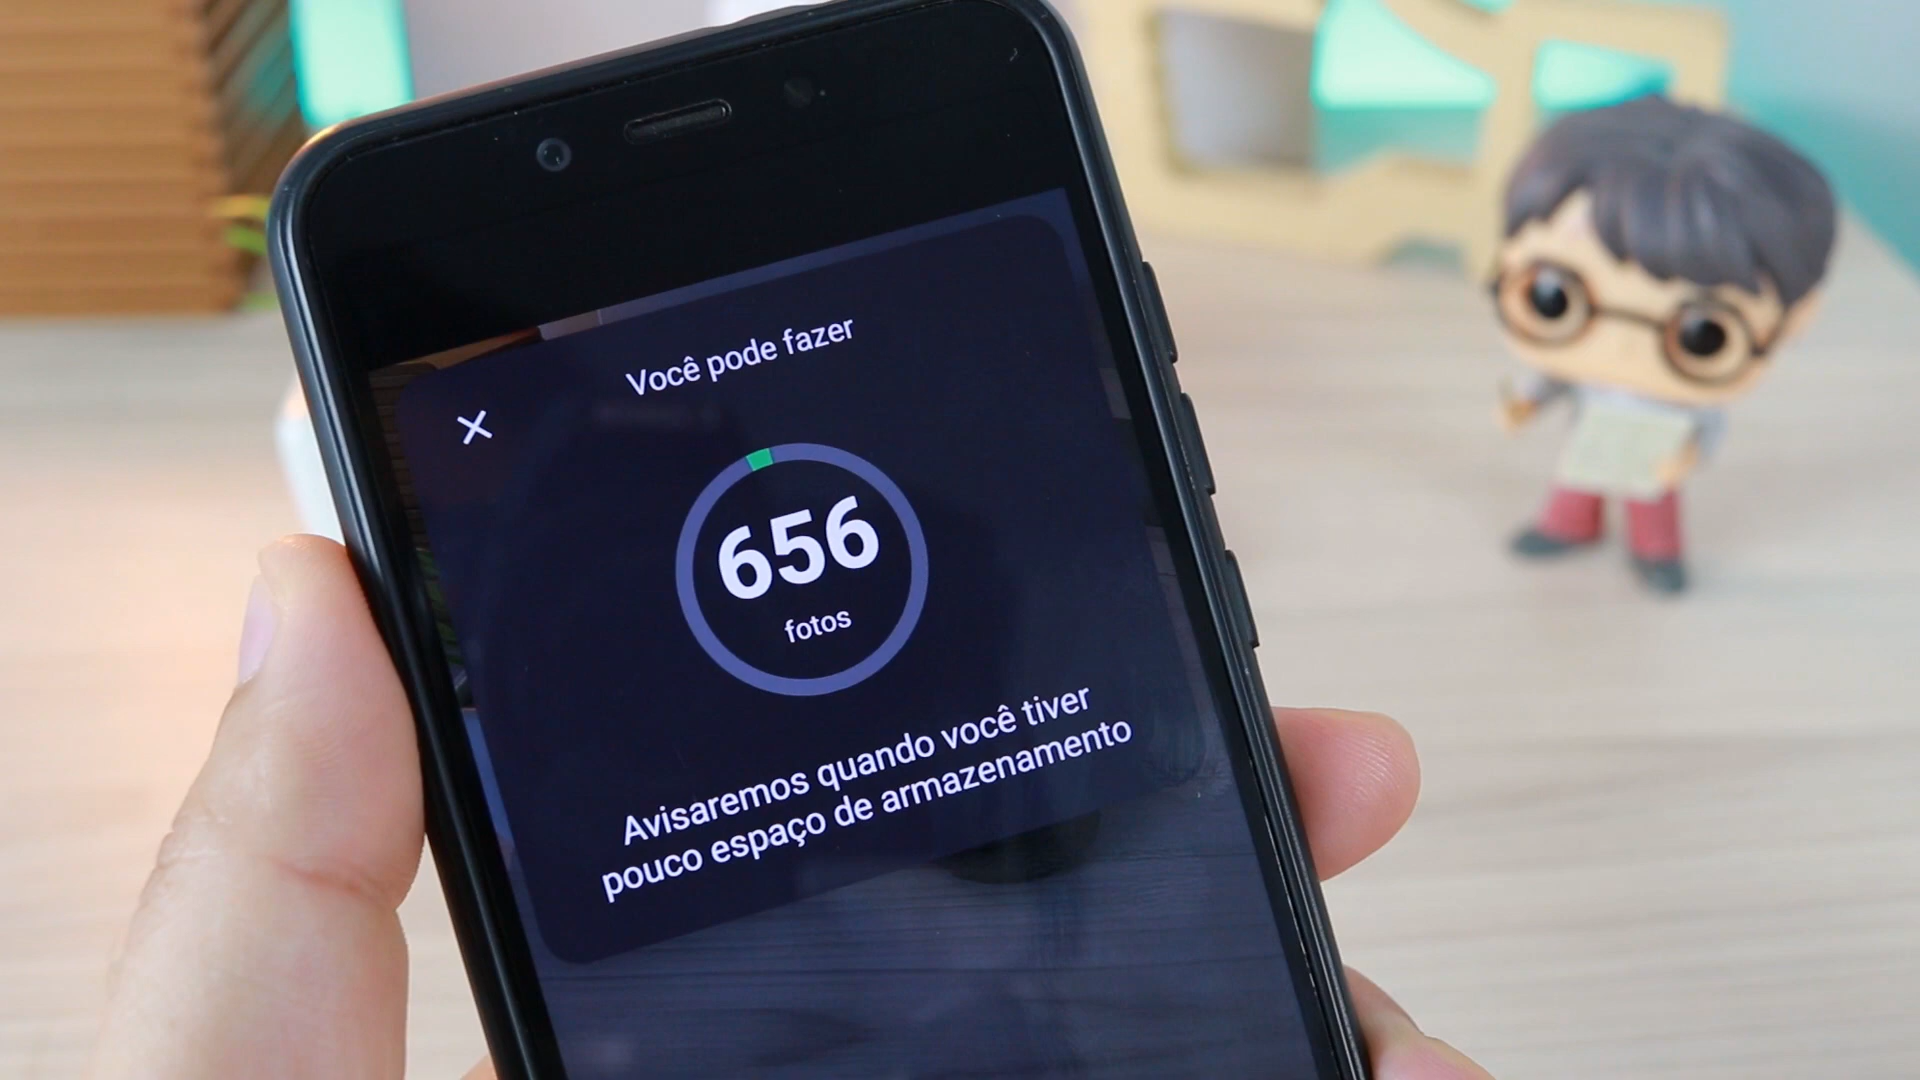 Você pode fazer
656
fotos
Avisaremos quando você tiver
pouco espaço de armazenamento